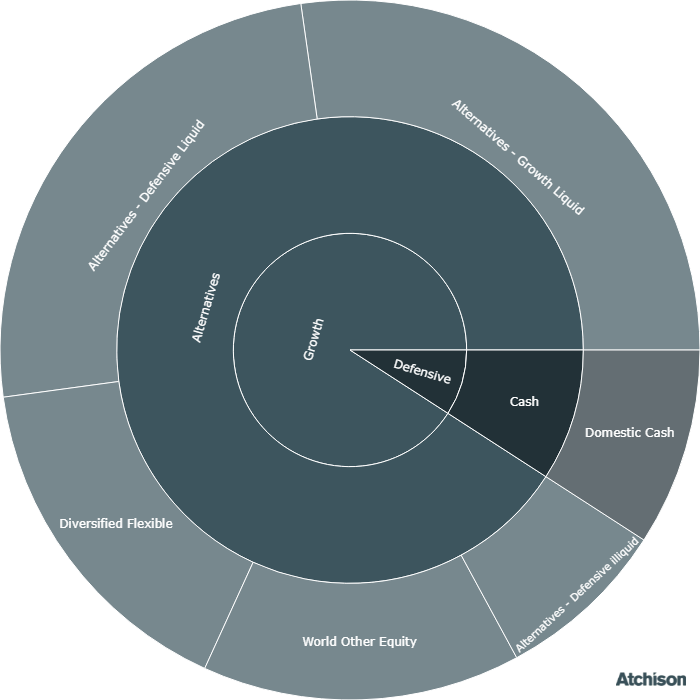 Alternatives - Growth Liquid
Alternatives - Defensive Liquid
Alternatives
Growth
Defensive
Cash
Domestic Cash
Diversified Flexible
Alternatives - Defensive illiquid
World Other Equity
Atchison